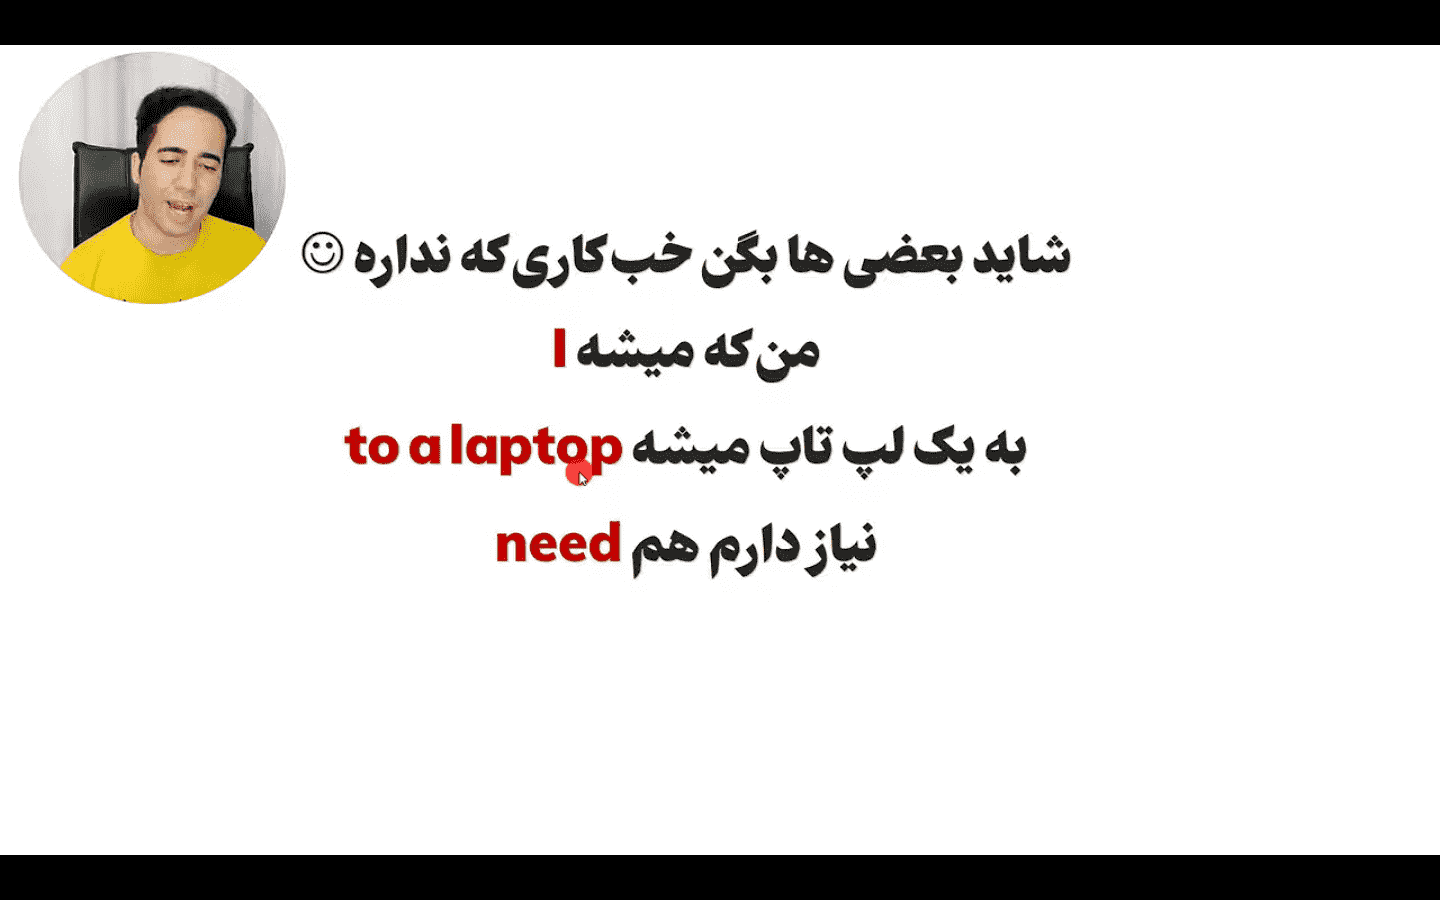 شاید بعضی ها بگن خب کاری که نداره ☺
من که میشه I
به یک لپ تاپ میشه to a laptop
نیاز دارم هم need